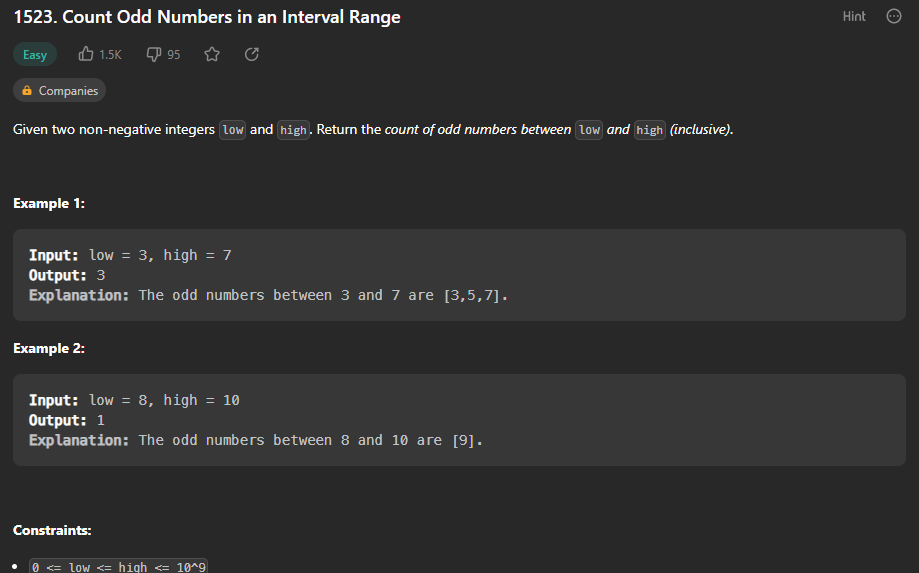 1523. Count Odd Numbers in an Interval Range
Hint
Easy
1.5K
95
Companies
Given two non-negative integers low and high. Return the count of odd numbers between low and high (inclusive).
Example 1:
Input: low = 3, high = 7
Output: 3
Explanation: The odd numbers between 3 and 7 are [3,5,7].
Example 2:
Input: low = 8, high = 10
Output: 1
Explanation: The odd numbers between 8 and 10 are [9].
Constraints:
• 0 <= low <= high <= 10^9